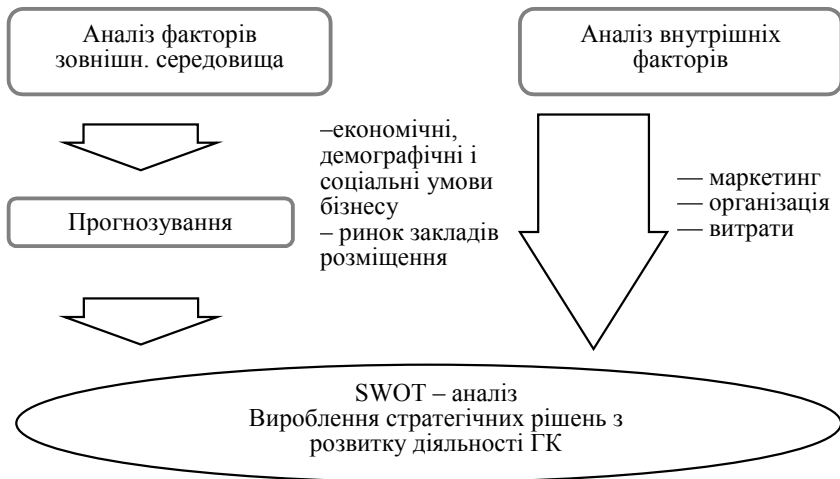 Аналіз факторів
зовнішн. середовища
Аналіз внутрішніх
факторів
–економічні,
демографічні і
соціальні умови
бізнесу
– ринок закладів
розміщення
— маркетинг
— організація
— витрати
Прогнозування
SWOT – аналіз
Вироблення стратегічних рішень з
розвитку діяльності ГК